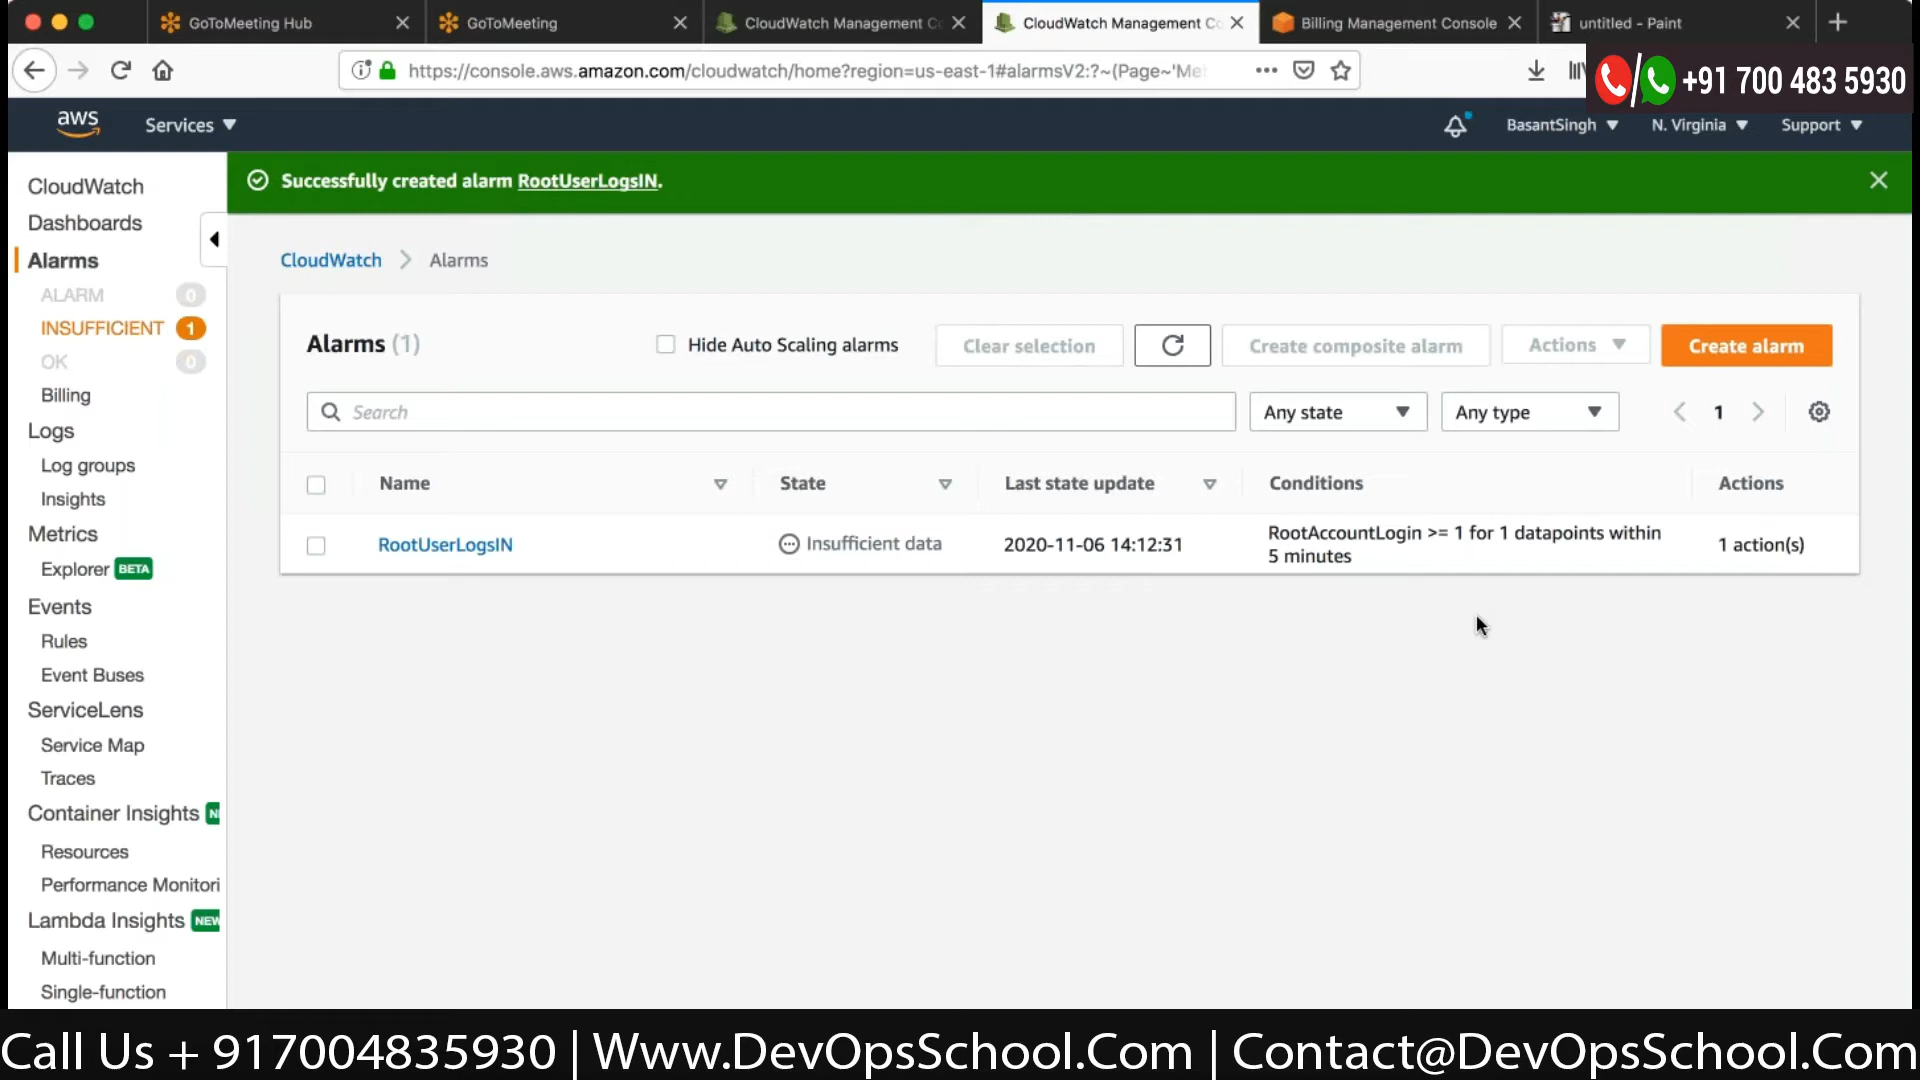 GoToMeeting Hub
GoToMeeting
CloudWatch Management Co
CloudWatch Management Co
Billing Management Console
untitled - Paint
https://console.aws.amazon.com/cloudwatch/home?region=us-east-1#alarmsV2:?~(Page~'Met
+91 700 483 5930
aws
Services
BasantSingh
N. Virginia
Support
CloudWatch
Dashboards
Alarms
ALARM 0
INSUFFICIENT 1
OK 0
Billing
Logs
Log groups
Insights
Metrics
Explorer BETA
Events
Rules
Event Buses
ServiceLens
Service Map
Traces
Container Insights
Resources
Performance Monitori
Lambda Insights NEW
Multi-function
Single-function
Successfully created alarm RootUserLogsIN.
CloudWatch > Alarms
Alarms (1)
Hide Auto Scaling alarms
Clear selection
Create composite alarm
Actions
Create alarm
Search
Any state
Any type
1
Name
State
Last state update
Conditions
Actions
RootUserLogsIN
Insufficient data
2020-11-06 14:12:31
RootAccountLogin >= 1 for 1 datapoints within
5 minutes
1 action(s)
Call Us + 917004835930 | Www.DevOpsSchool.Com | Contact@DevOpsSchool.Com